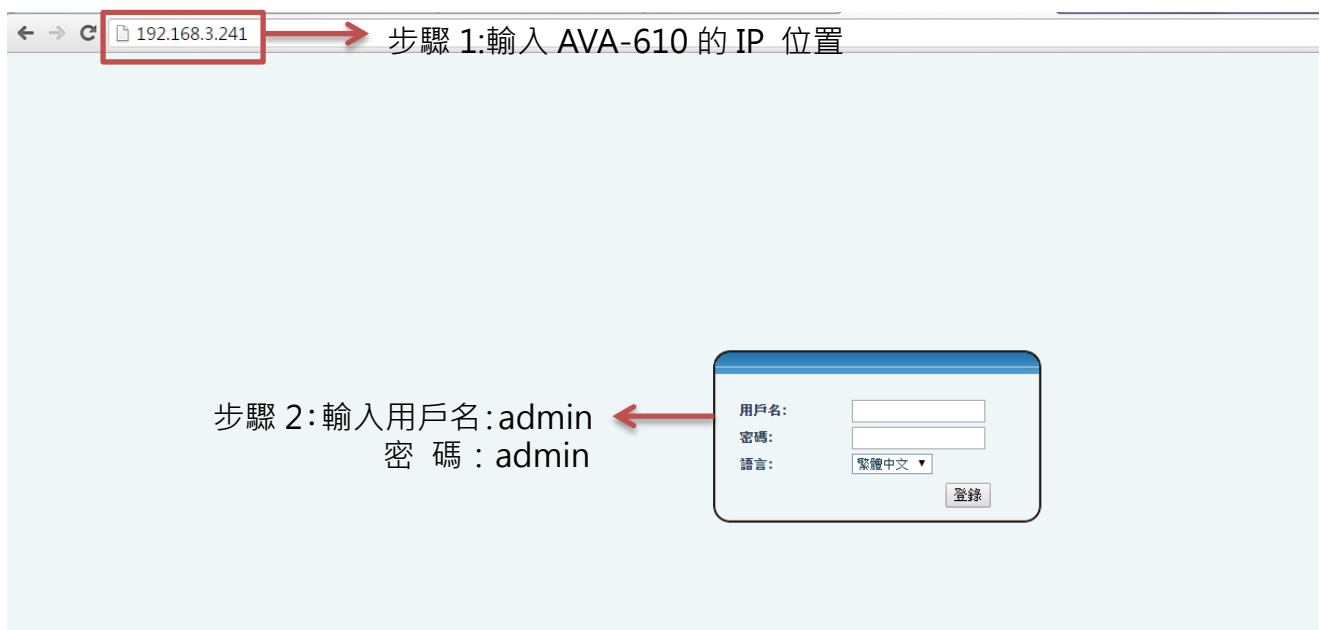 192.168.3.241
步驟 1:輸入 AVA-610 的 IP 位置
步驟 2:輸入用戶名:admin
密 碼:admin
用戶名:
密碼:
語言:
繁體中文
登錄